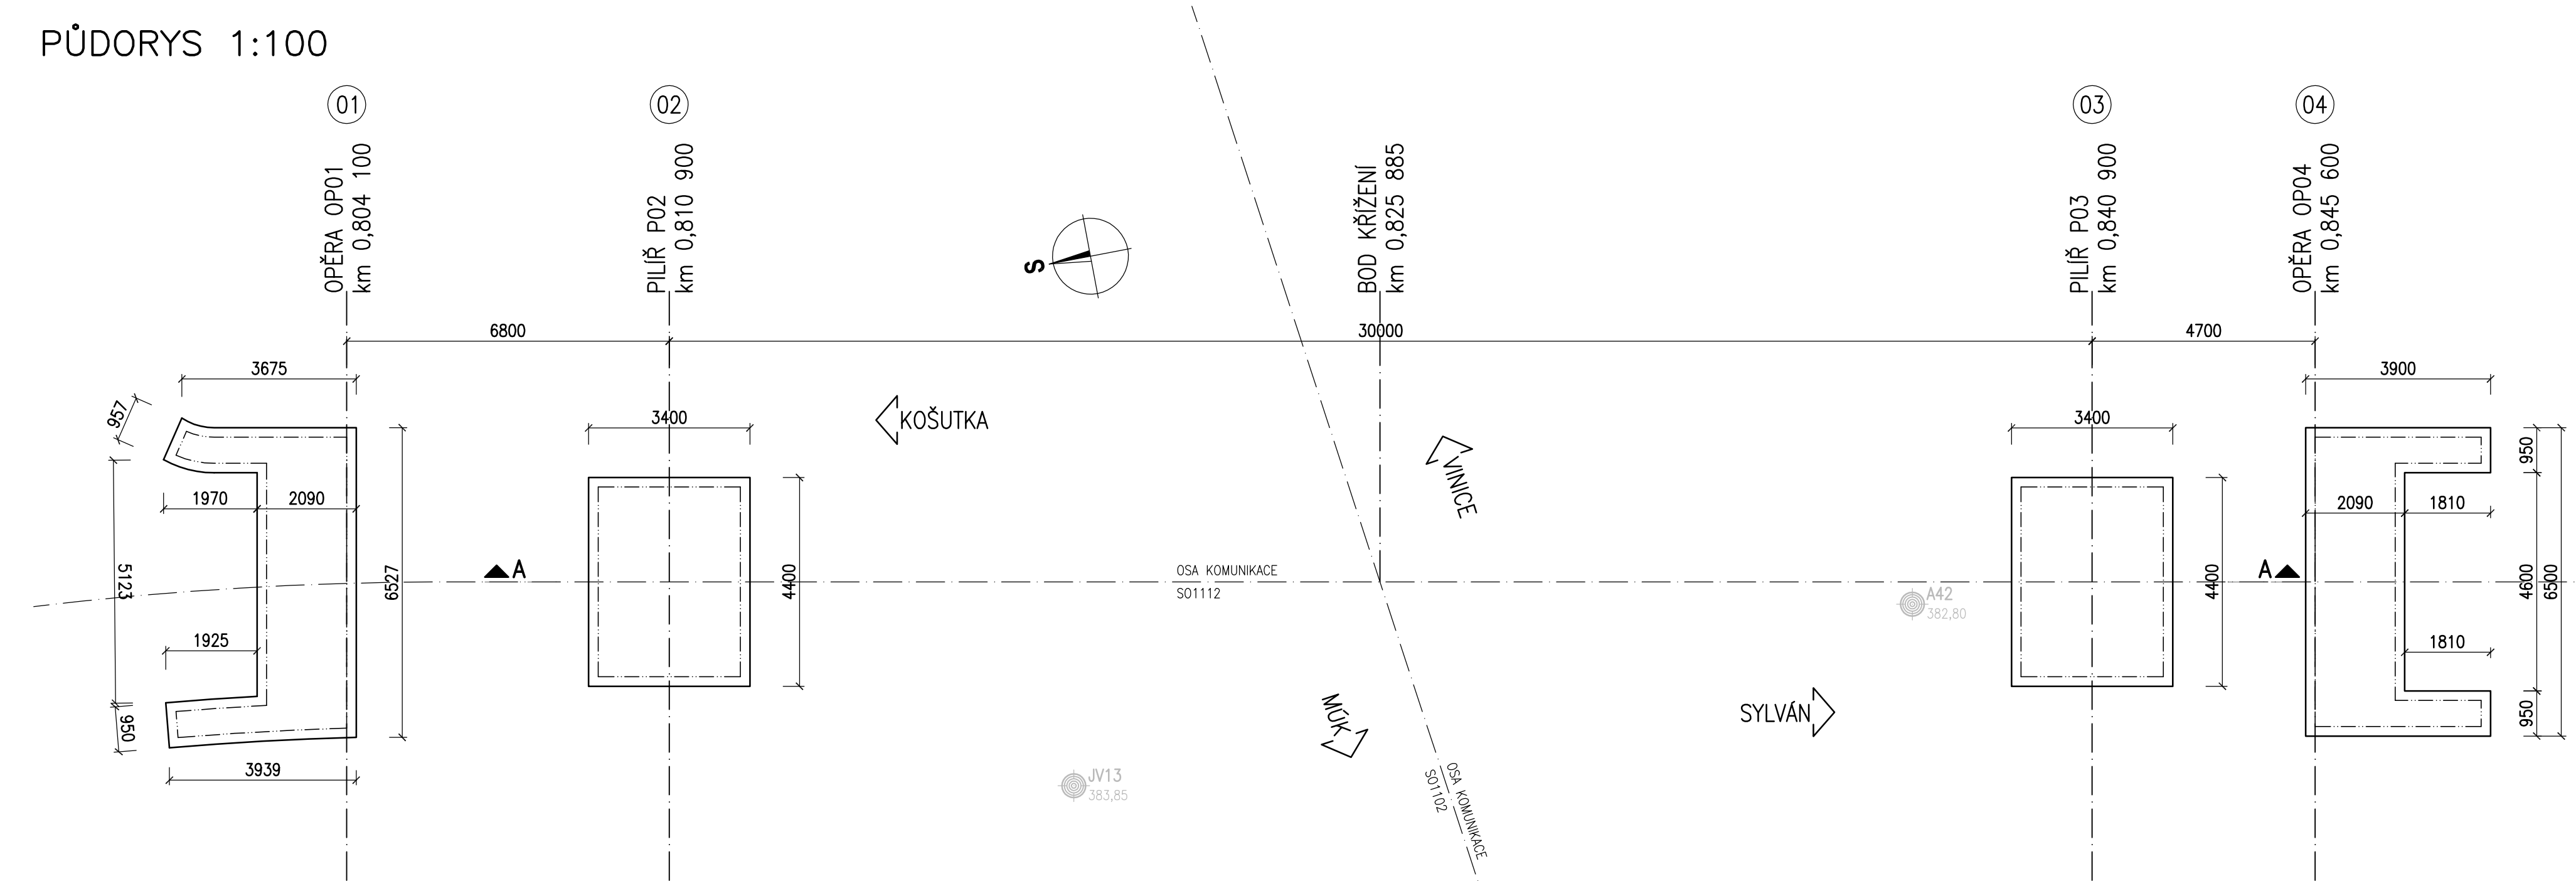 PŮDORYS 1:100
01
02
03
04
OPĚRA OP01
km 0,804 100
PILÍŘ P02
km 0,810 900
BOD KŘÍŽENÍ
km 0,825 885
PILÍŘ P03
km 0,840 900
OPĚRA OP04
km 0,845 600
S
6800
30000
4700
3675
957
3400
KOŠUTKA
VINICE
3400
3900
950
1970
2090
2090
1810
5123
6527
A
4400
OSA KOMUNIKACE
SO1112
A42
382,80
4400
A
4600
6500
1925
1810
950
950
3939
MÚK
SYLVÁN
JV13
383,85
OSA KOMUNIKACE
SO1102